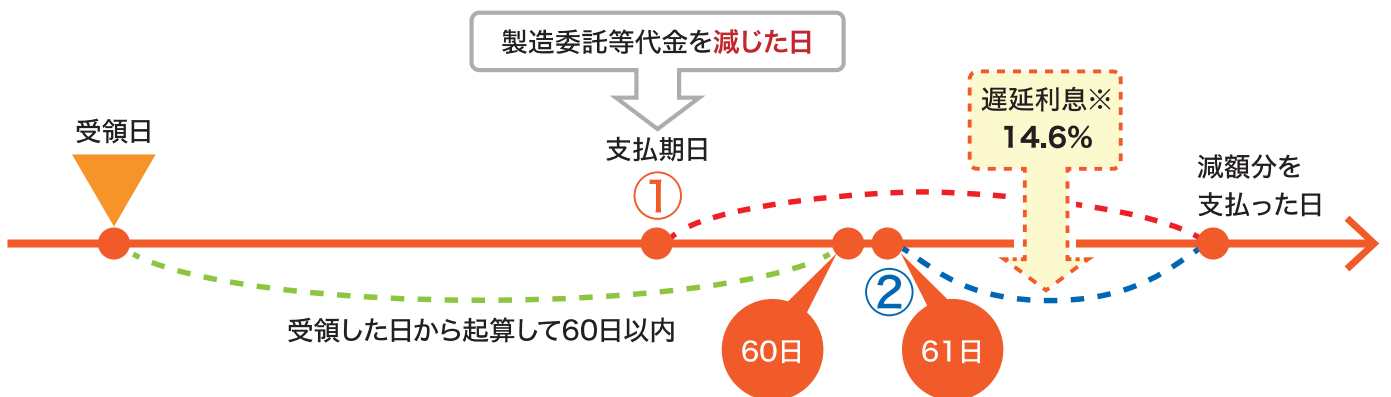 製造委託等代金を減じた日
受領日
支払期日
①
遅延利息※
14.6%
減額分を
支払った日
②
受領した日から起算して60日以内
60日
61日